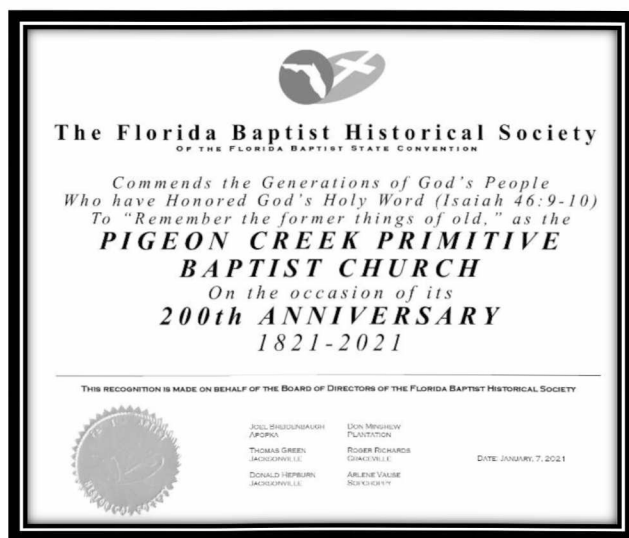 The Florida Baptist Historical Society
OF THE FLORIDA BAPTIST STATE CONVENTION
Commends the Generations of God's People
Who have Honored God's Holy Word (Isaiah 46:9-10)
To "Remember the former things of old," as the
PIGEON CREEK PRIMITIVE
BAPTIST CHURCH
On the occasion of its
200th ANNIVERSARY
1821-2021
THIS RECOGNITION IS MADE ON BEHALF OF THE BOARD OF DIRECTORS OF THE FLORIDA BAPTIST HISTORICAL SOCIETY
JOEL BREIDENBAUGH
APOPKA
THOMAS GREEN
JACKSONVILLE
DONALD HEPBURN
JACKSONVILLE
DON MINSHEW
PLANTATION
ROGER RICHARDS
GRACEVILLE
ARLENE VAUSE
SOPCHOPPY
DATE: JANUARY, 7, 2021